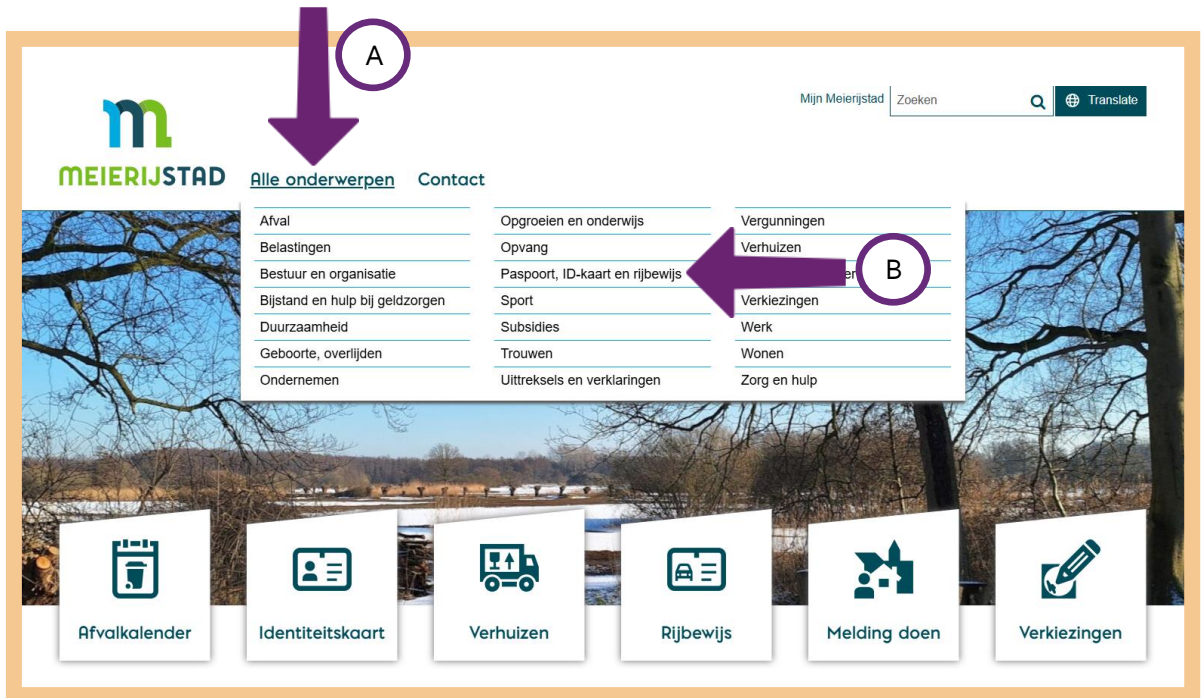 A
Mijn Meierijstad
Zoeken
Translate
MEIERIJSTAD
Alle onderwerpen
Contact
Afval
Belastingen
Bestuur en organisatie
Bijstand en hulp bij geldzorgen
Duurzaamheid
Geboorte, overlijden
Ondernemen
Opgroeien en onderwijs
Opvang
Paspoort, ID-kaart en rijbewijs
Sport
Subsidies
Trouwen
Uittreksels en verklaringen
Vergunningen
Verhuizen
B
Verkiezingen
Werk
Wonen
Zorg en hulp
Afvalkalender
Identiteitskaart
Verhuizen
Rijbewijs
Melding doen
Verkiezingen